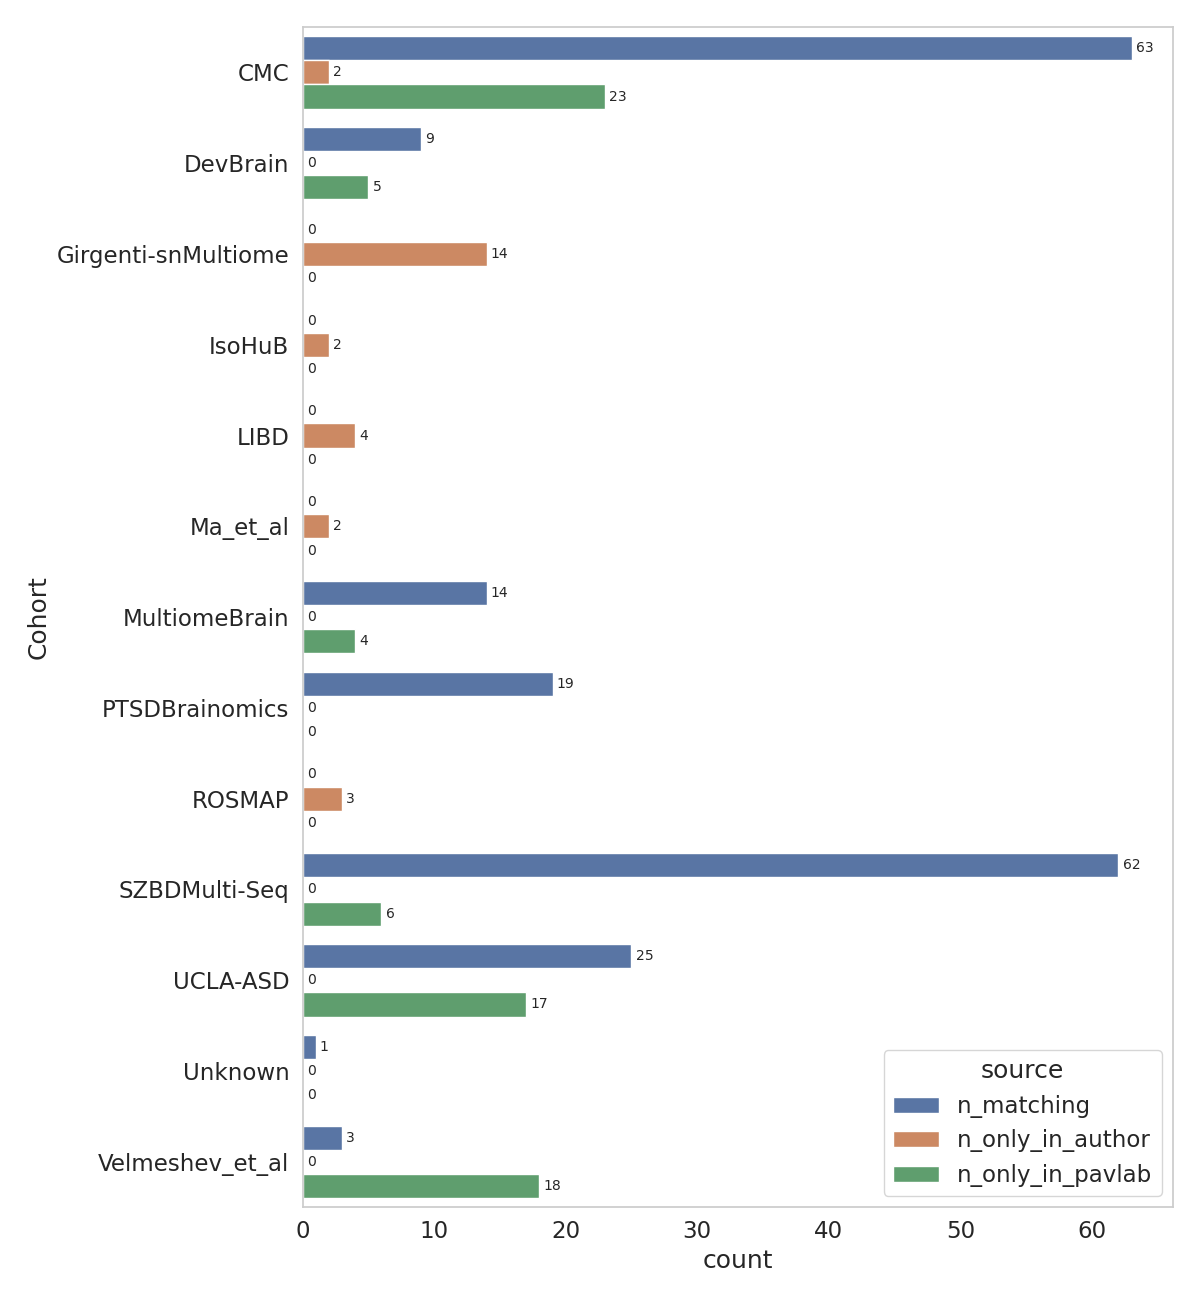 CMC
63
2
23
DevBrain
9
0
5
Girgenti-snMultiome
0
14
0
IsoHuB
0
2
0
LIBD
0
4
0
Ma_et_al
0
2
0
MultiomeBrain
14
0
4
PTSDBrainomics
19
0
0
ROSMAP
0
3
0
SZBDMulti-Seq
62
0
6
UCLA-ASD
25
0
17
Unknown
1
0
0
Velmeshev_et_al
3
0
18
Cohort
source
n_matching
n_only_in_author
n_only_in_pavlab
0 10 20 30 40 50 60
count